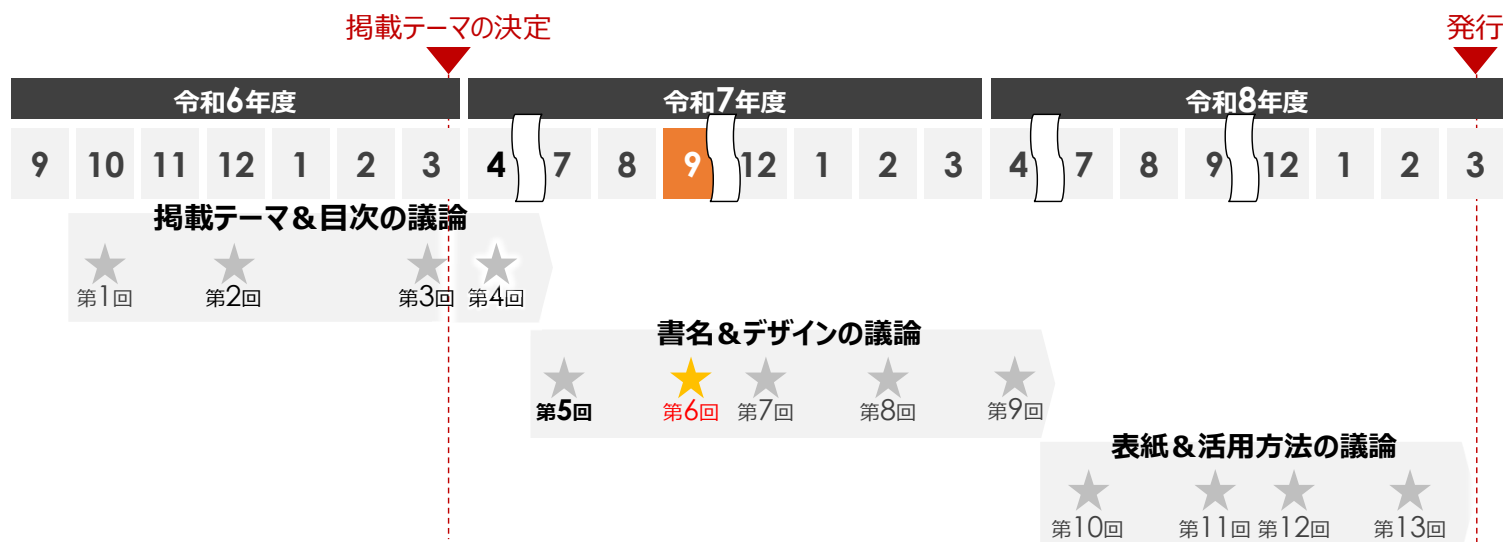 掲載テーマの決定 発行
令和6年度 令和7年度 令和8年度
9 10 11 12 1 2 3 4 7 8 9 12 1 2 3 4 7 8 9 12 1 2 3
掲載テーマ&目次の議論
第1回 第2回 第3回 第4回
書名&デザインの議論
第5回 第6回 第7回 第8回 第9回
表紙&活用方法の議論
第10回 第11回 第12回 第13回